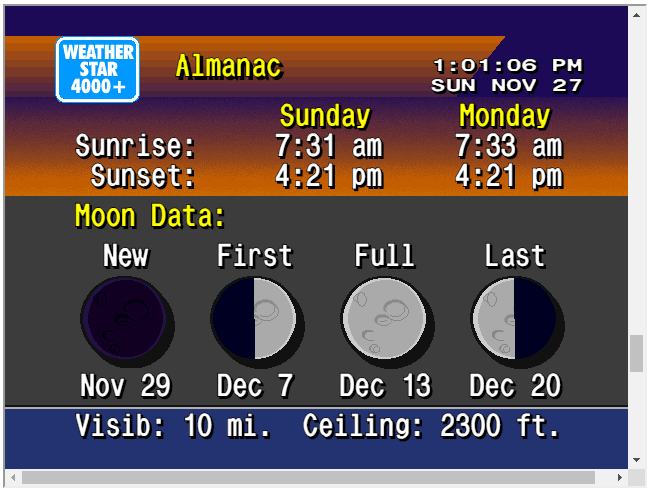 WEATHER
STAR
4000+
Almanac
1:01:06 PM
SUN NOV 27
Sunday Monday
Sunrise: 7:31 am 7:33 am
Sunset: 4:21 pm 4:21 pm
Moon Data:
New First Full Last
Nov 29 Dec 7 Dec 13 Dec 20
Visib: 10 mi. Ceiling: 2300 ft.